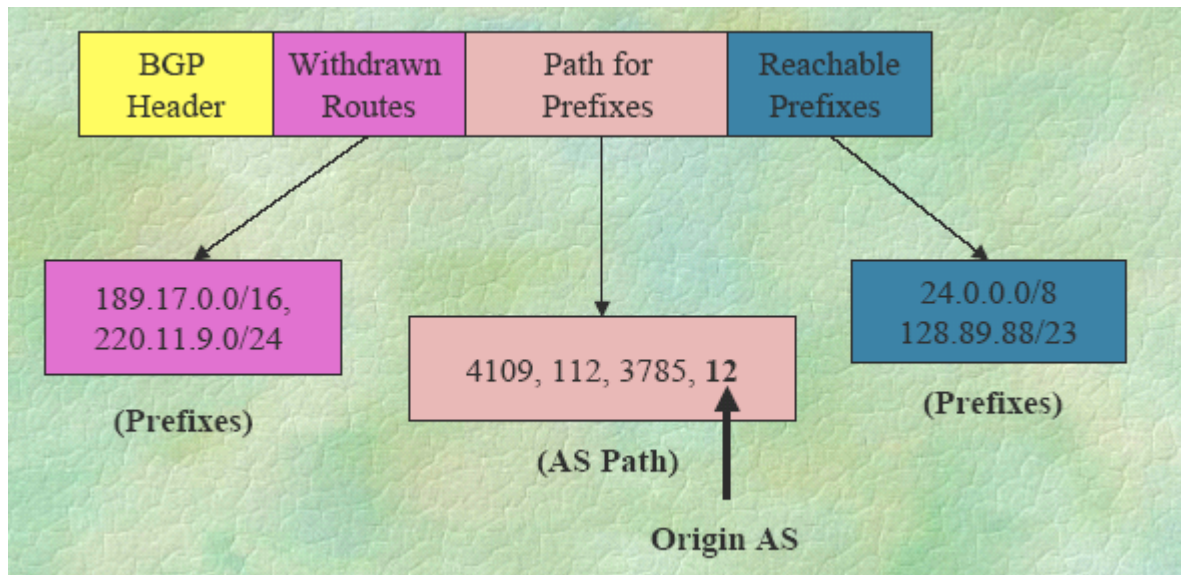 BGP Header
Withdrawn Routes
Path for Prefixes
Reachable Prefixes
189.17.0.0/16,
220.11.9.0/24
(Prefixes)
4109, 112, 3785, 12
(AS Path)
Origin AS
24.0.0.0/8
128.89.88/23
(Prefixes)